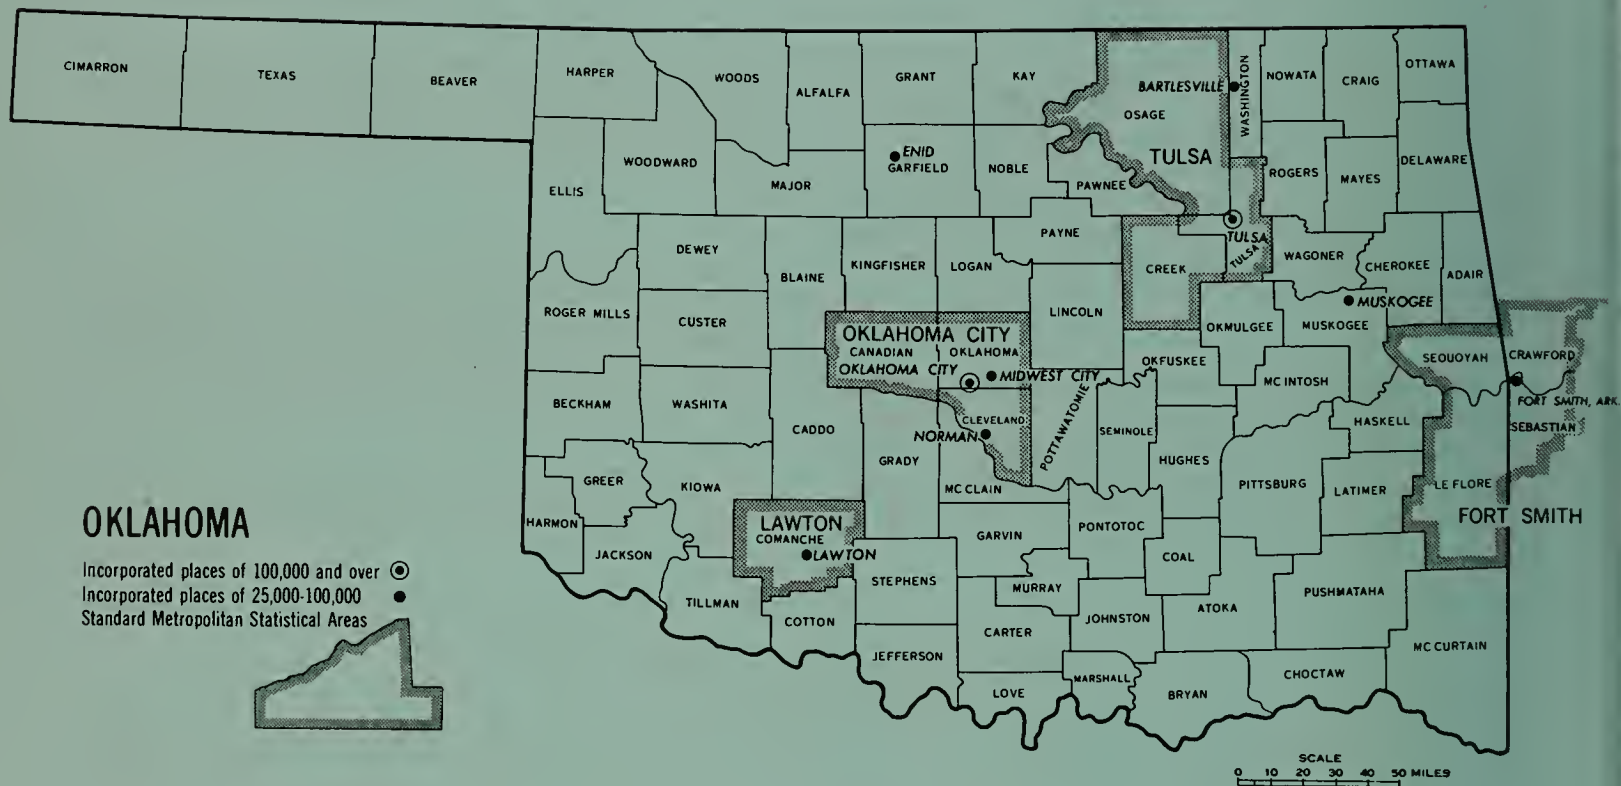 CIMARRON
TEXAS
BEAVER
HARPER
WOODS
ALFALFA
GRANT
KAY
OSAGE
BARTLESVILLE
WASHINGTON
NOWATA
CRAIG
OTTAWA
WOODWARD
ELLIS
MAJOR
ENID
GARFIELD
NOBLE
PAWNEE
TULSA
ROGERS
MAYES
DELAWARE
DEWEY
BLAINE
KINGFISHER
LOGAN
PAYNE
CREEK
TULSA
TULSA
WAGONER
CHEROKEE
ADAIR
ROGER MILLS
CUSTER
LINCOLN
OKMULGEE
MUSKOGEE
MUSKOGEE
OKLAHOMA CITY
CANADIAN
OKLAHOMA
OKLAHOMA CITY
MIDWEST CITY
OKFUSKEE
MC INTOSH
SEQUOYAH
CRAWFORD
FORT SMITH, ARK.
SEBASTIAN
BECKHAM
WASHITA
CADDO
CLEVELAND
NORMAN
POTTAWATOMIE
SEMINOLE
HUGHES
HASKELL
GRADY
MC CLAIN
PITTSBURG
LATIMER
LE FLORE
FORT SMITH
GREER
KIOWA
HARMON
JACKSON
LAWTON
COMANCHE
LAWTON
GARVIN
PONTOTOC
COAL
STEPHENS
MURRAY
TILLMAN
COTTON
CARTER
JOHNSTON
ATOKA
PUSHMATAHA
MC CURTAIN
JEFFERSON
LOVE
MARSHALL
BRYAN
CHOCTAW
OKLAHOMA
Incorporated places of 100,000 and over
Incorporated places of 25,000-100,000
Standard Metropolitan Statistical Areas
SCALE
0 10 20 30 40 50 MILES